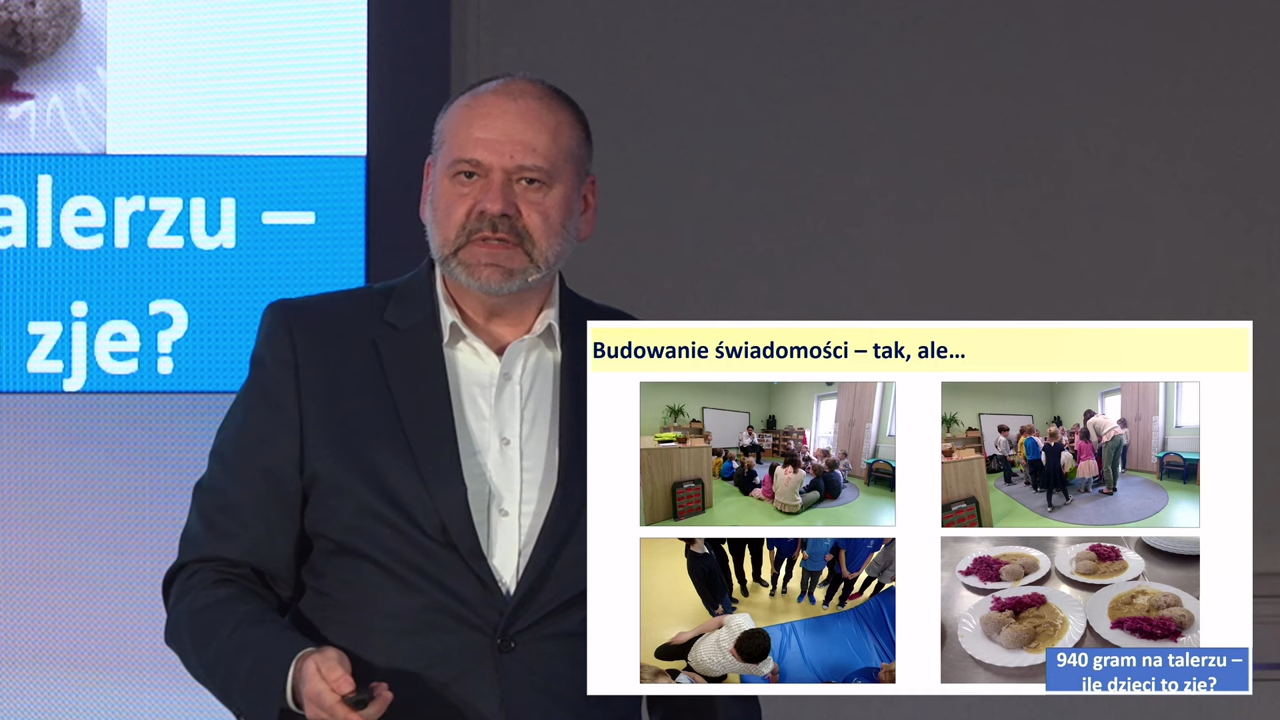 alerzu –
zje?
Budowanie świadomości – tak, ale...
940 gram na talerzu –
ile dzieci to zje?